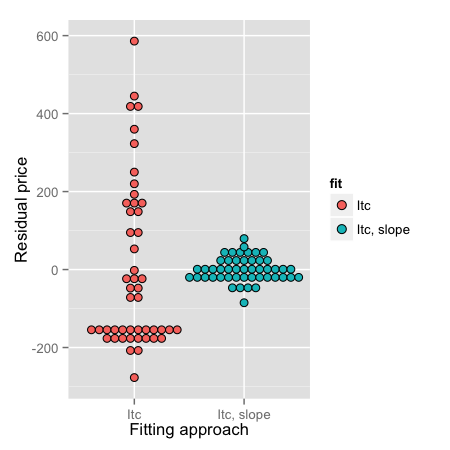 600
400
200
0
-200
Residual price
ltc
ltc, slope
Fitting approach
fit
ltc
ltc, slope